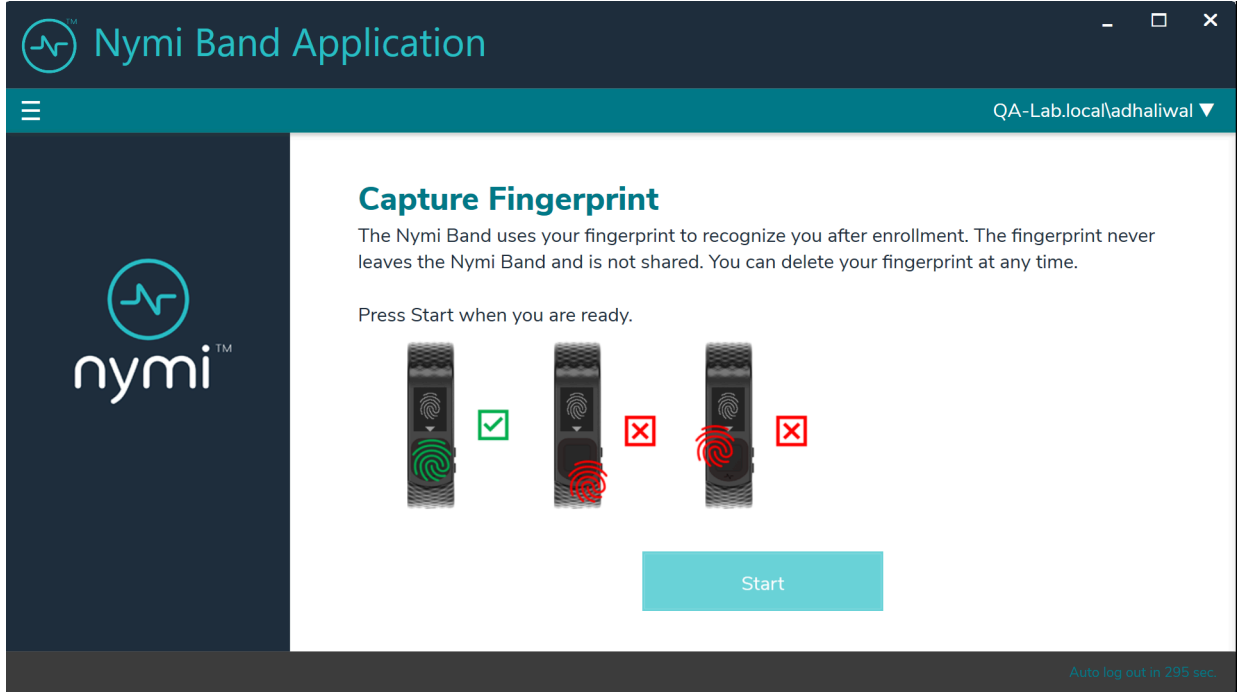 Nymi Band Application
TM
QA-Lab.local\adhaliwal ▼
nymi™
Capture Fingerprint
The Nymi Band uses your fingerprint to recognize you after enrollment. The fingerprint never
leaves the Nymi Band and is not shared. You can delete your fingerprint at any time.
Press Start when you are ready.
Start
Auto log out in 295 sec.